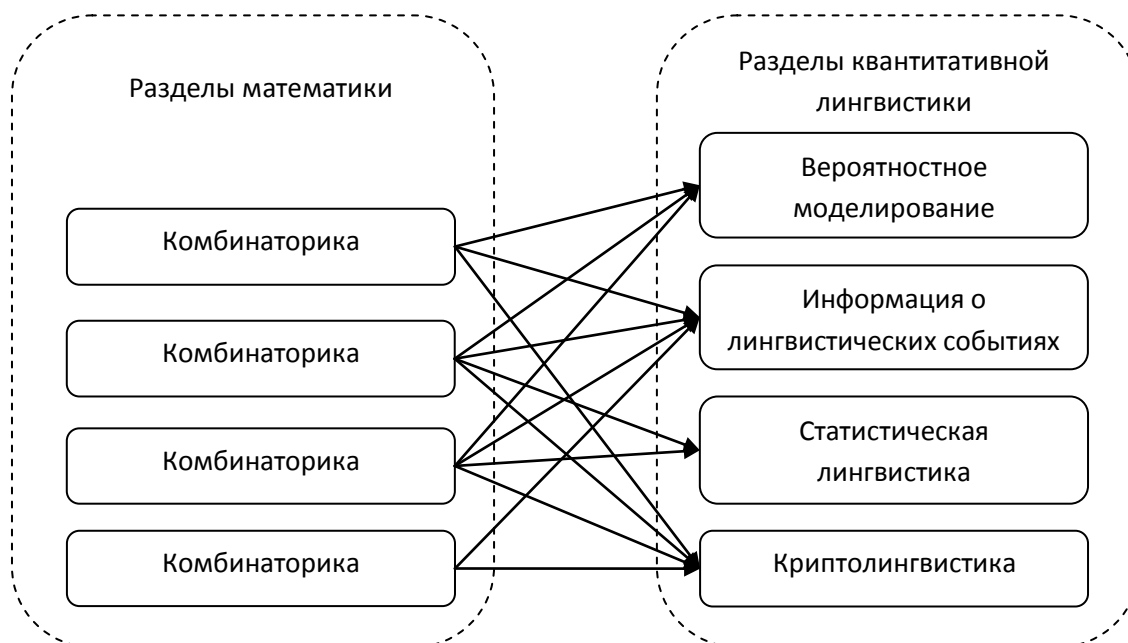 Разделы математики
Комбинаторика
Комбинаторика
Комбинаторика
Комбинаторика
Разделы квантитативной
лингвистики
Вероятностное
моделирование
Информация о
лингвистических событиях
Статистическая
лингвистика
Криптолингвистика